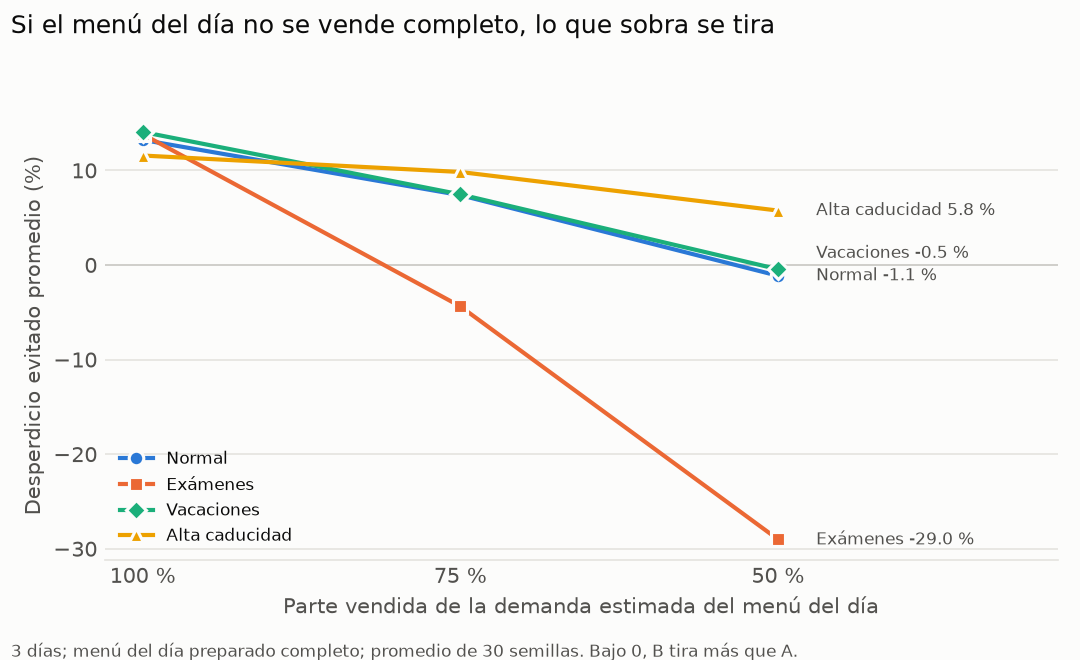 Si el menú del día no se vende completo, lo que sobra se tira
Desperdicio evitado promedio (%)
10
0
−10
−20
−30
Alta caducidad 5.8 %
Vacaciones -0.5 %
Normal -1.1 %
Exámenes -29.0 %
Normal
Exámenes
Vacaciones
Alta caducidad
100 %
75 %
50 %
Parte vendida de la demanda estimada del menú del día
3 días; menú del día preparado completo; promedio de 30 semillas. Bajo 0, B tira más que A.